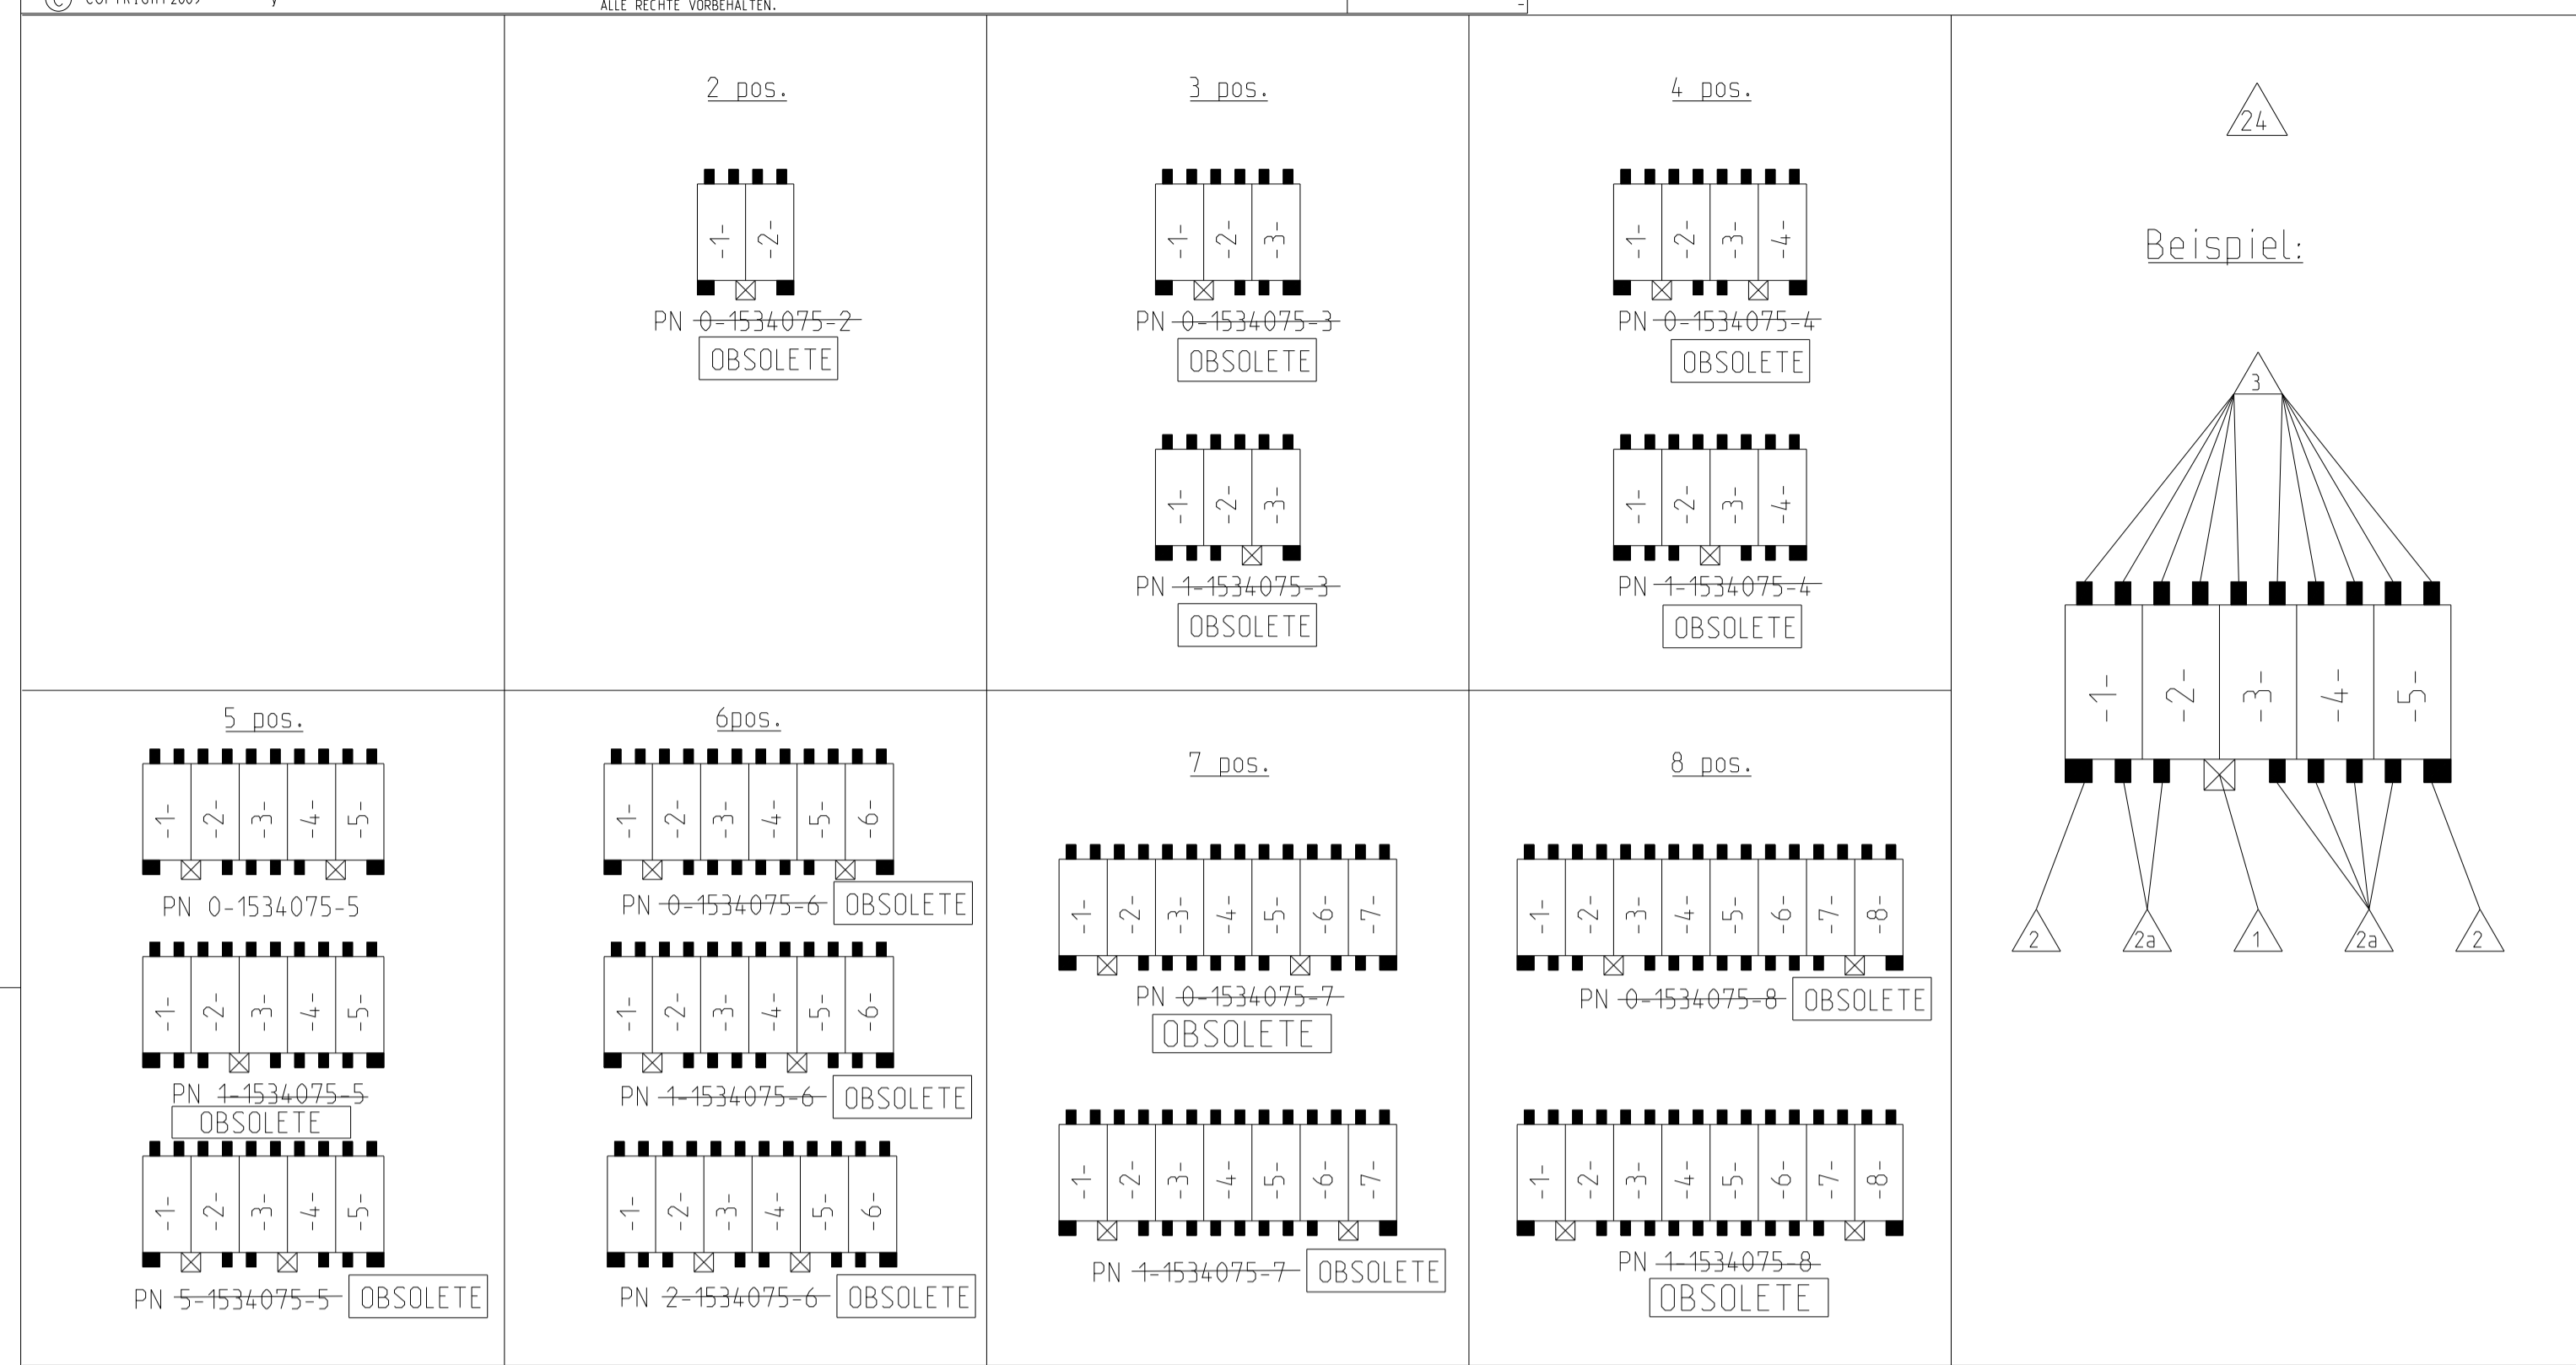 ALLE RECHTE VORBEHALTEN.
-
2 pos.
-1- -2-
PN 0-1534075-2
OBSOLETE
3 pos.
-1- -2- -3-
PN 0-1534075-3
OBSOLETE
-1- -2- -3-
PN 1-1534075-3
OBSOLETE
4 pos.
-1- -2- -3- -4-
PN 0-1534075-4
OBSOLETE
-1- -2- -3- -4-
PN 1-1534075-4
OBSOLETE
5 pos.
-1- -2- -3- -4- -5-
PN 0-1534075-5
-1- -2- -3- -4- -5-
PN 1-1534075-5
OBSOLETE
-1- -2- -3- -4- -5-
PN 5-1534075-5 OBSOLETE
6pos.
-1- -2- -3- -4- -5- -6-
PN 0-1534075-6 OBSOLETE
-1- -2- -3- -4- -5- -6-
PN 1-1534075-6 OBSOLETE
-1- -2- -3- -4- -5- -6-
PN 2-1534075-6 OBSOLETE
7 pos.
-1- -2- -3- -4- -5- -6- -7-
PN 0-1534075-7
OBSOLETE
-1- -2- -3- -4- -5- -6- -7-
PN 1-1534075-7 OBSOLETE
8 pos.
-1- -2- -3- -4- -5- -6- -7- -8-
PN 0-1534075-8 OBSOLETE
-1- -2- -3- -4- -5- -6- -7- -8-
PN 1-1534075-8
OBSOLETE
24
Beispiel:
3
-1- -2- -3- -4- -5-
2 2a 1 2a 2